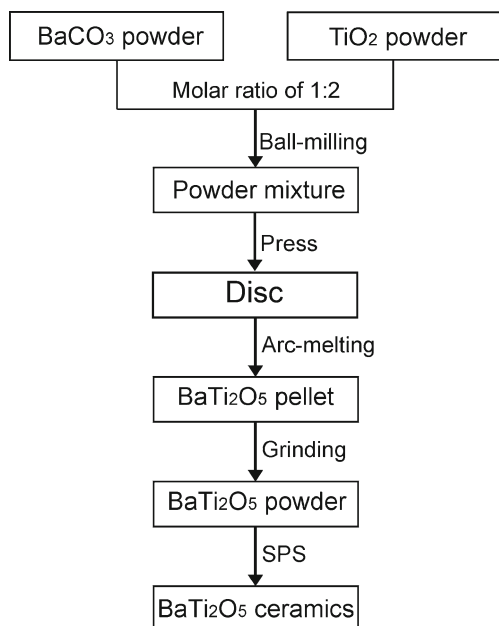 BaCO3 powder
TiO2 powder
Molar ratio of 1:2
Ball-milling
Powder mixture
Press
Disc
Arc-melting
BaTi2O5 pellet
Grinding
BaTi2O5 powder
SPS
BaTi2O5 ceramics